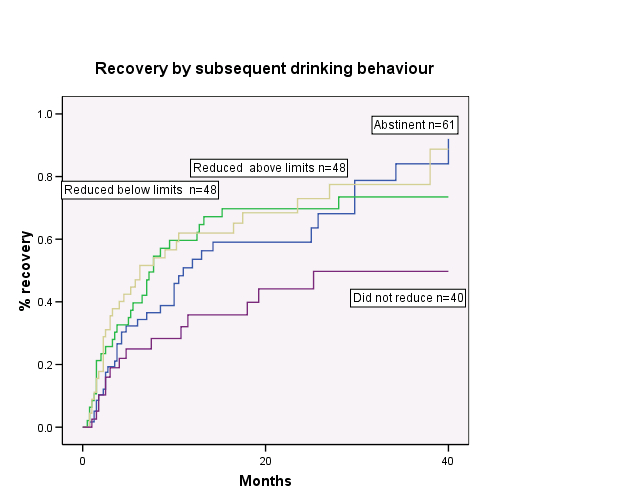 Recovery by subsequent drinking behaviour
1.0
0.8
0.6
0.4
0.2
0.0
% recovery
Abstinent n=61
Reduced  above limits n=48
Reduced below limits  n=48
Did not reduce n=40
0
20
40
Months